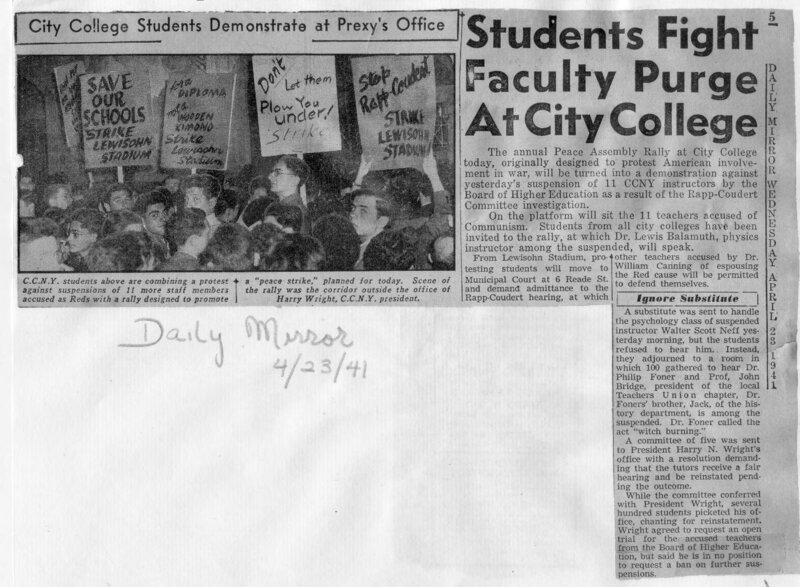 City College Students Demonstrate at Prexy's Office
SAVE
OUR
SCHOOLS
STRIKE
LEWISOHN
STADIUM
DIPLOMA
WOODEN
KIMONO
Strike
Lewisohn
Stadium
Don't
Let them
Plow You
Under!
Strike
Stop
Rapp-Coudert
STRIKE
LEWISOHN
STADIUM!
C.C.N.Y. students above are combining a protest
against suspensions of 11 more staff members
accused as Reds with a rally designed to promote
a "peace strike," planned for today. Scene of
the rally was the corridor outside the office of
Harry Wright, C.C.N.Y. president.
Daily Mirror
4/23/41
Students Fight
Faculty Purge
At City College
The annual Peace Assembly Rally at City College
today, originally designed to protest American involve-
ment in war, will be turned into a demonstration against
yesterday's suspension of 11 CCNY instructors by the
Board of Higher Education as a result of the Rapp-Coudert
Committee investigation.
On the platform will sit the 11 teachers accused of
Communism. Students from all city colleges have been
invited to the rally, at which Dr. Lewis Balamuth, physics
instructor among the suspended, will speak.
From Lewisohn Stadium, pro-
testing students will move to
Municipal Court at 6 Reade St.
and demand admittance to the
Rapp-Coudert hearing, at which
other teachers accused by Dr.
William Canning of espousing
the Red cause will be permitted
to defend themselves.
Ignore Substitute
A substitute was sent to handle
the psychology class of suspended
instructor Walter Scott Neff yes-
terday morning, but the students
refused to hear him. Instead,
they adjourned to a room in
which 100 gathered to hear Dr.
Philip Foner and Prof. John
Bridge, president of the local
Teachers Union chapter, Dr.
Foners' brother, Jack, of the his-
tory department, is among the
suspended. Dr. Foner called the
act "witch burning."
A committee of five was sent
to President Harry N. Wright's
office with a resolution demand-
ing that the tutors receive a fair
hearing and be reinstated pend-
ing the outcome.
While the committee conferred
with President Wright, several
hundred students picketed his of-
fice, chanting for reinstatement.
Wright agreed to request an open
trial for the accused teachers
from the Board of Higher Educa-
tion, but said he is in no position
to request a ban on further sus-
pensions.
5
DAILY MIRROR WEDNESDAY APRIL 23 1941